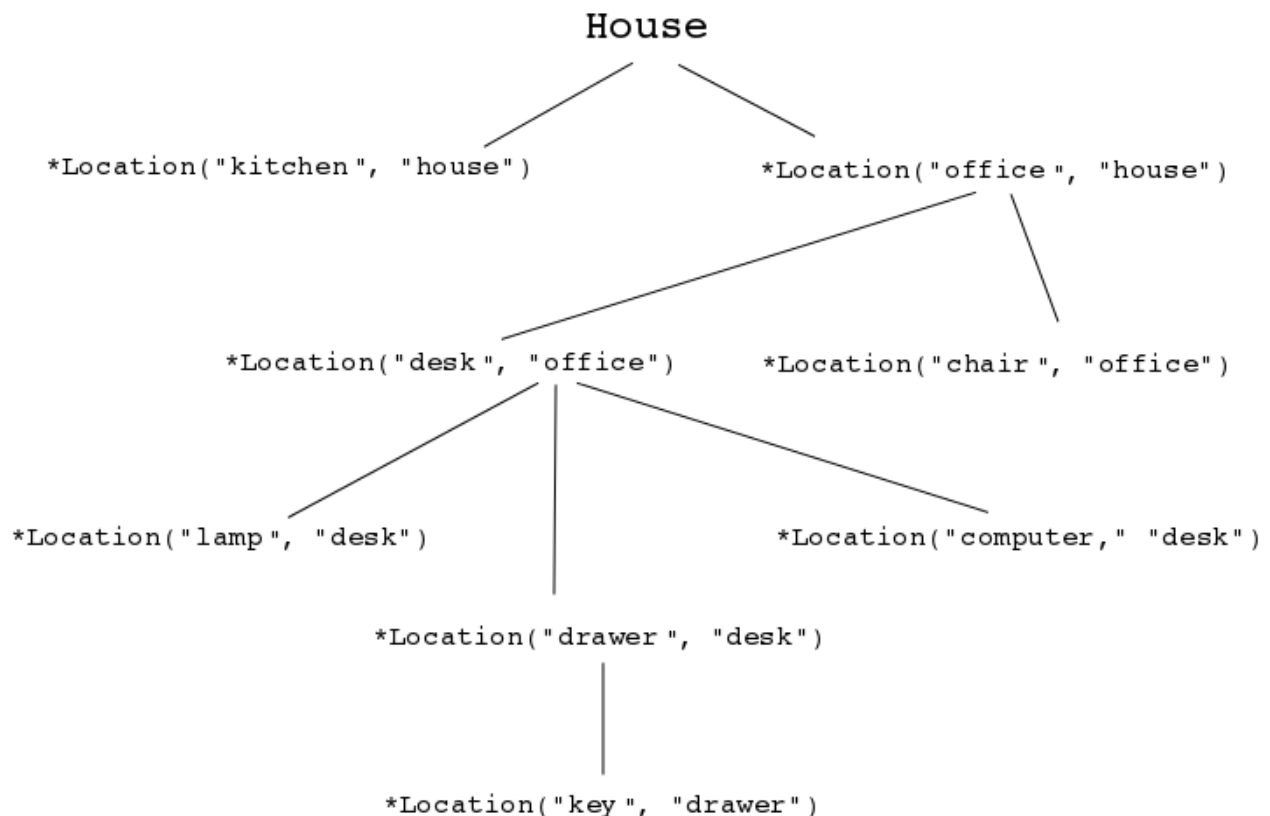 House
*Location("kitchen", "house")
*Location("office", "house")
*Location("desk", "office")
*Location("chair", "office")
*Location("lamp", "desk")
*Location("computer," "desk")
*Location("drawer", "desk")
*Location("key", "drawer")